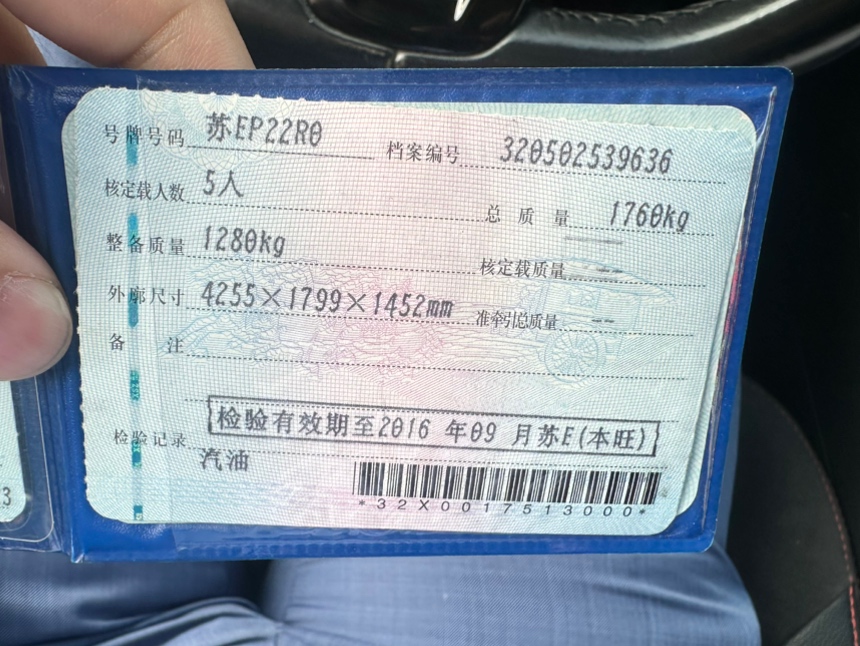 号牌号码 苏EP22R0 档案编号 320502539636
核定载人数 5人 总质量 1760kg
整备质量 1280kg 核定载质量 --
外廓尺寸 4255×1799×1452mm 准牵引总质量 --
备注
检验记录 检验有效期至2016 年09 月苏E(本旺)
汽油
*32X0017513000*
3